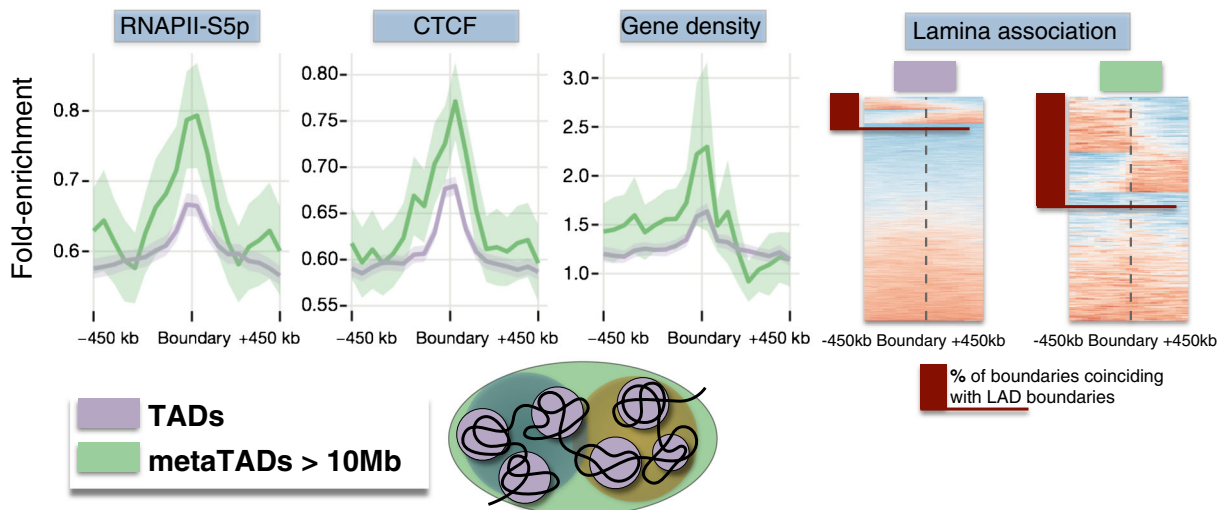 RNAPII-S5p
CTCF
Gene density
Lamina association
Fold-enrichment
0.8
0.7
0.6
−450 kb Boundary +450 kb
0.80
0.75
0.70
0.65
0.60
0.55
−450 kb Boundary +450 kb
3.0
2.5
2.0
1.5
1.0
−450 kb Boundary +450 kb
-450kb Boundary +450kb
-450kb Boundary +450kb
% of boundaries coinciding
with LAD boundaries
TADs
metaTADs > 10Mb